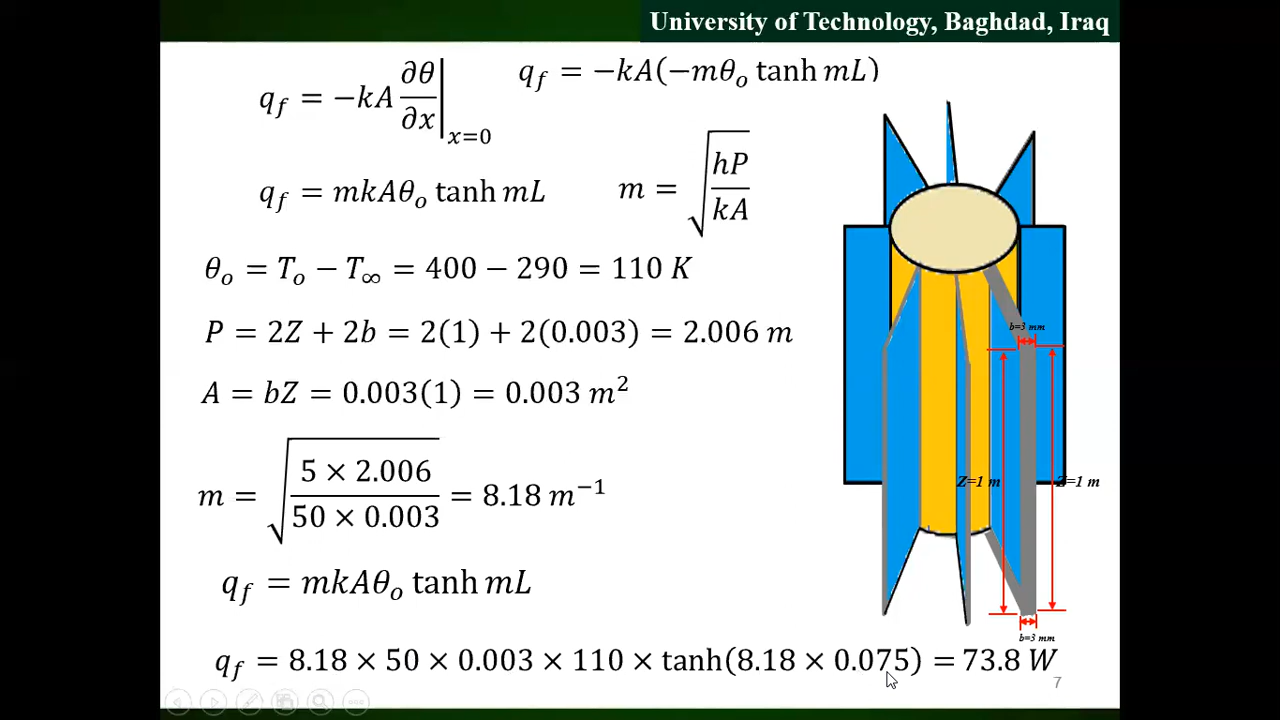 University of Technology, Baghdad, Iraq
q_f = −kA ∂θ/∂x |_{x=0}
q_f = −kA(−mθ_o tanh mL)
q_f = mkAθ_o tanh mL
m = √(hP/kA)
θ_o = T_o − T_∞ = 400 − 290 = 110 K
P = 2Z + 2b = 2(1) + 2(0.003) = 2.006 m
A = bZ = 0.003(1) = 0.003 m²
m = √((5 × 2.006)/(50 × 0.003)) = 8.18 m⁻¹
q_f = mkAθ_o tanh mL
q_f = 8.18 × 50 × 0.003 × 110 × tanh(8.18 × 0.075) = 73.8 W
b=3 mm
Z=1 m
Z=1 m
b=3 mm
7